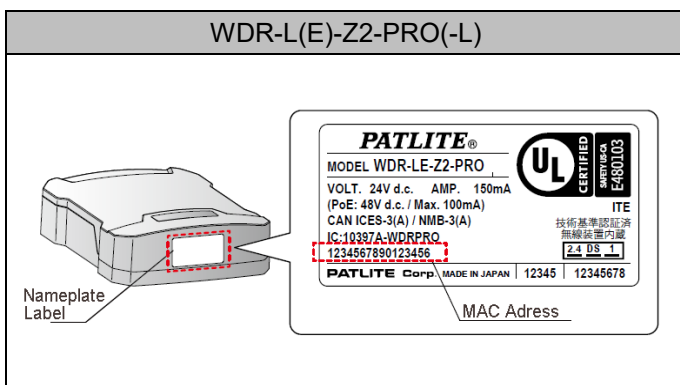 WDR-L(E)-Z2-PRO(-L)
PATLITE®
MODEL WDR-LE-Z2-PRO
VOLT. 24V d.c. AMP. 150mA
(PoE: 48V d.c. / Max. 100mA)
CAN ICES-3(A) / NMB-3(A)
IC:10397A-WDRPRO
1234567890123456
PATLITE Corp. MADE IN JAPAN 12345 12345678
UL
CERTIFIED
SAFETY US-CA
E480103
ITE
技術基準認証済
無線装置内蔵
2.4 DS 1
Nameplate
Label
MAC Adress